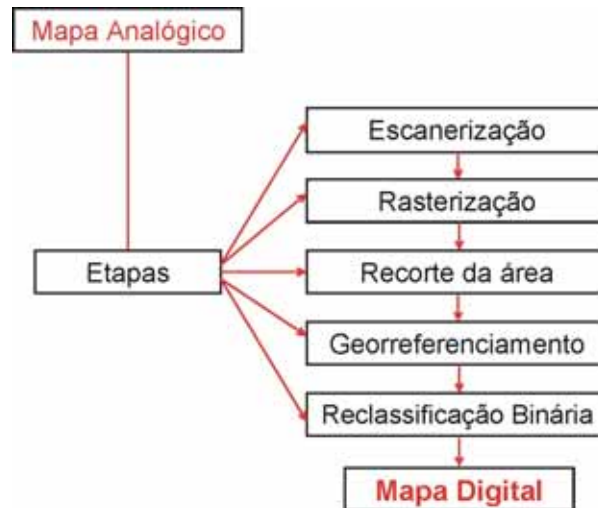 Mapa Analógico
Escanerização
Rasterização
Etapas
Recorte da área
Georreferenciamento
Reclassificação Binária
Mapa Digital